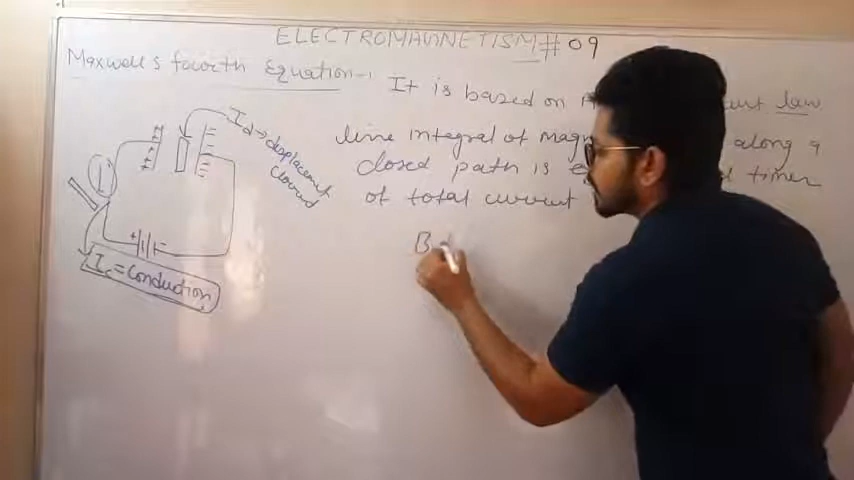 ELECTROMAGNETISM # 09
Maxwell's fourth Equation -
It is based on law
line integral of along a
closed path is times
of total current
B
Id → displacement
current
Ic = Conduction